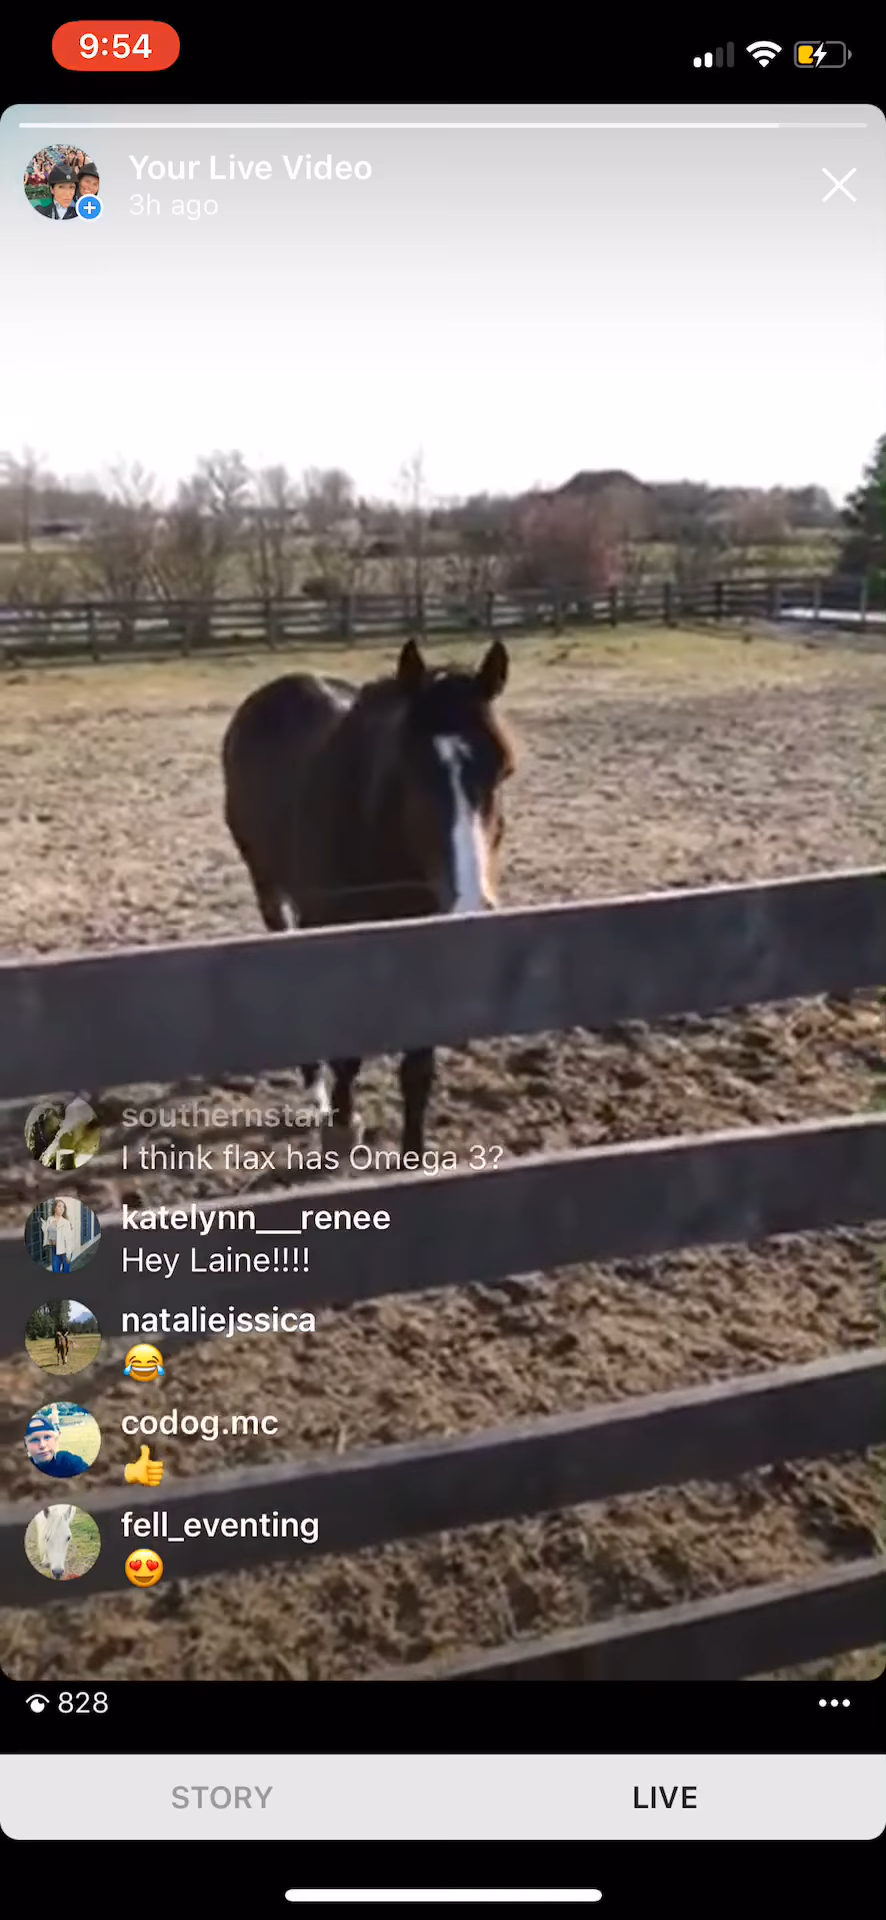 9:54
Your Live Video
3h ago
southernstarr
I think flax has Omega 3?
katelynn___renee
Hey Laine!!!!
nataliejssica
😂
codog.mc
👍
fell_eventing
😍
828
STORY
LIVE